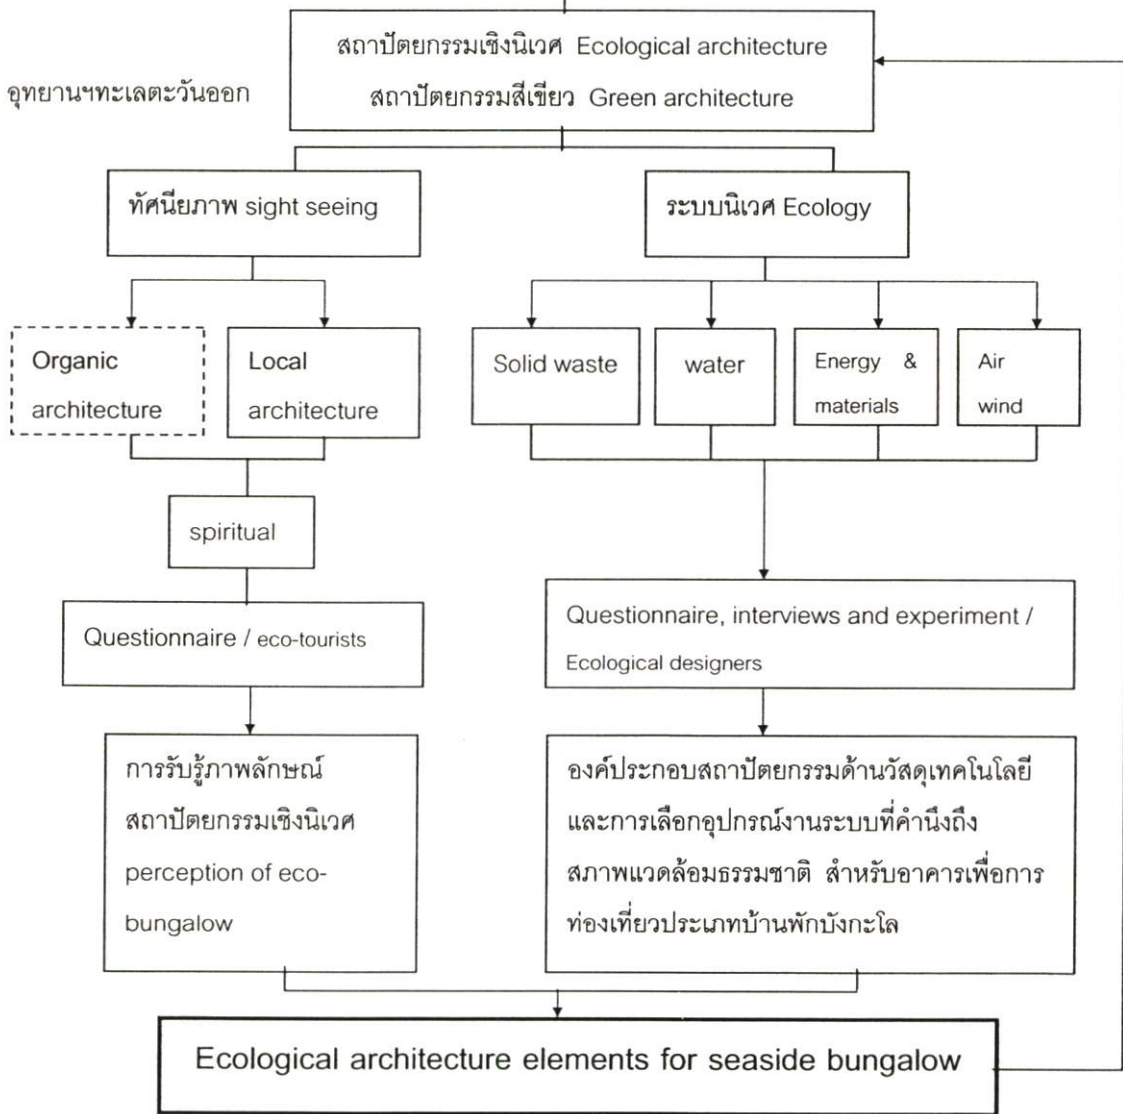 สถาปัตยกรรมเชิงนิเวศ Ecological architecture
อุทยานฯทะเลตะวันออก
สถาปัตยกรรมสีเขียว Green architecture
ทัศนียภาพ sight seeing
ระบบนิเวศ Ecology
Organic
architecture
Local
architecture
Solid waste
water
Energy &
materials
Air
wind
spiritual
Questionnaire / eco-tourists
Questionnaire, interviews and experiment /
Ecological designers
การรับรู้ภาพลักษณ์
สถาปัตยกรรมเชิงนิเวศ
perception of eco-
bungalow
องค์ประกอบสถาปัตยกรรมด้านวัสดุเทคโนโลยี
และการเลือกอุปกรณ์งานระบบที่คำนึงถึง
สภาพแวดล้อมธรรมชาติ สำหรับอาคารเพื่อการ
ท่องเที่ยวประเภทบ้านพักบังกะโล
Ecological architecture elements for seaside bungalow